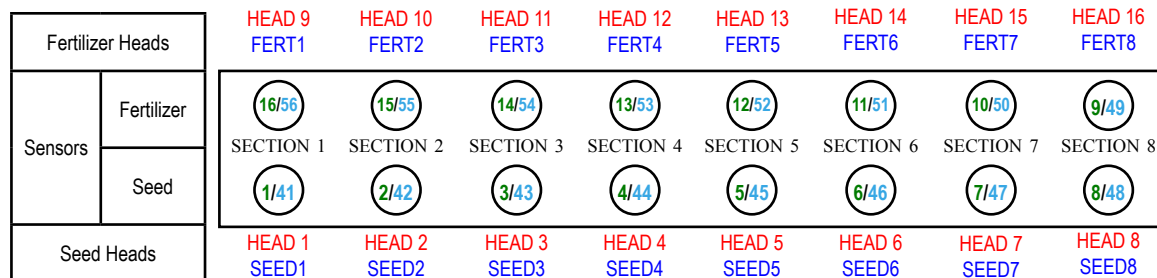 Fertilizer Heads
HEAD 9 HEAD 10 HEAD 11 HEAD 12 HEAD 13 HEAD 14 HEAD 15 HEAD 16
FERT1 FERT2 FERT3 FERT4 FERT5 FERT6 FERT7 FERT8
Sensors
Fertilizer
16/56 15/55 14/54 13/53 12/52 11/51 10/50 9/49
SECTION 1 SECTION 2 SECTION 3 SECTION 4 SECTION 5 SECTION 6 SECTION 7 SECTION 8
Seed
1/41 2/42 3/43 4/44 5/45 6/46 7/47 8/48
Seed Heads
HEAD 1 HEAD 2 HEAD 3 HEAD 4 HEAD 5 HEAD 6 HEAD 7 HEAD 8
SEED1 SEED2 SEED3 SEED4 SEED5 SEED6 SEED7 SEED8